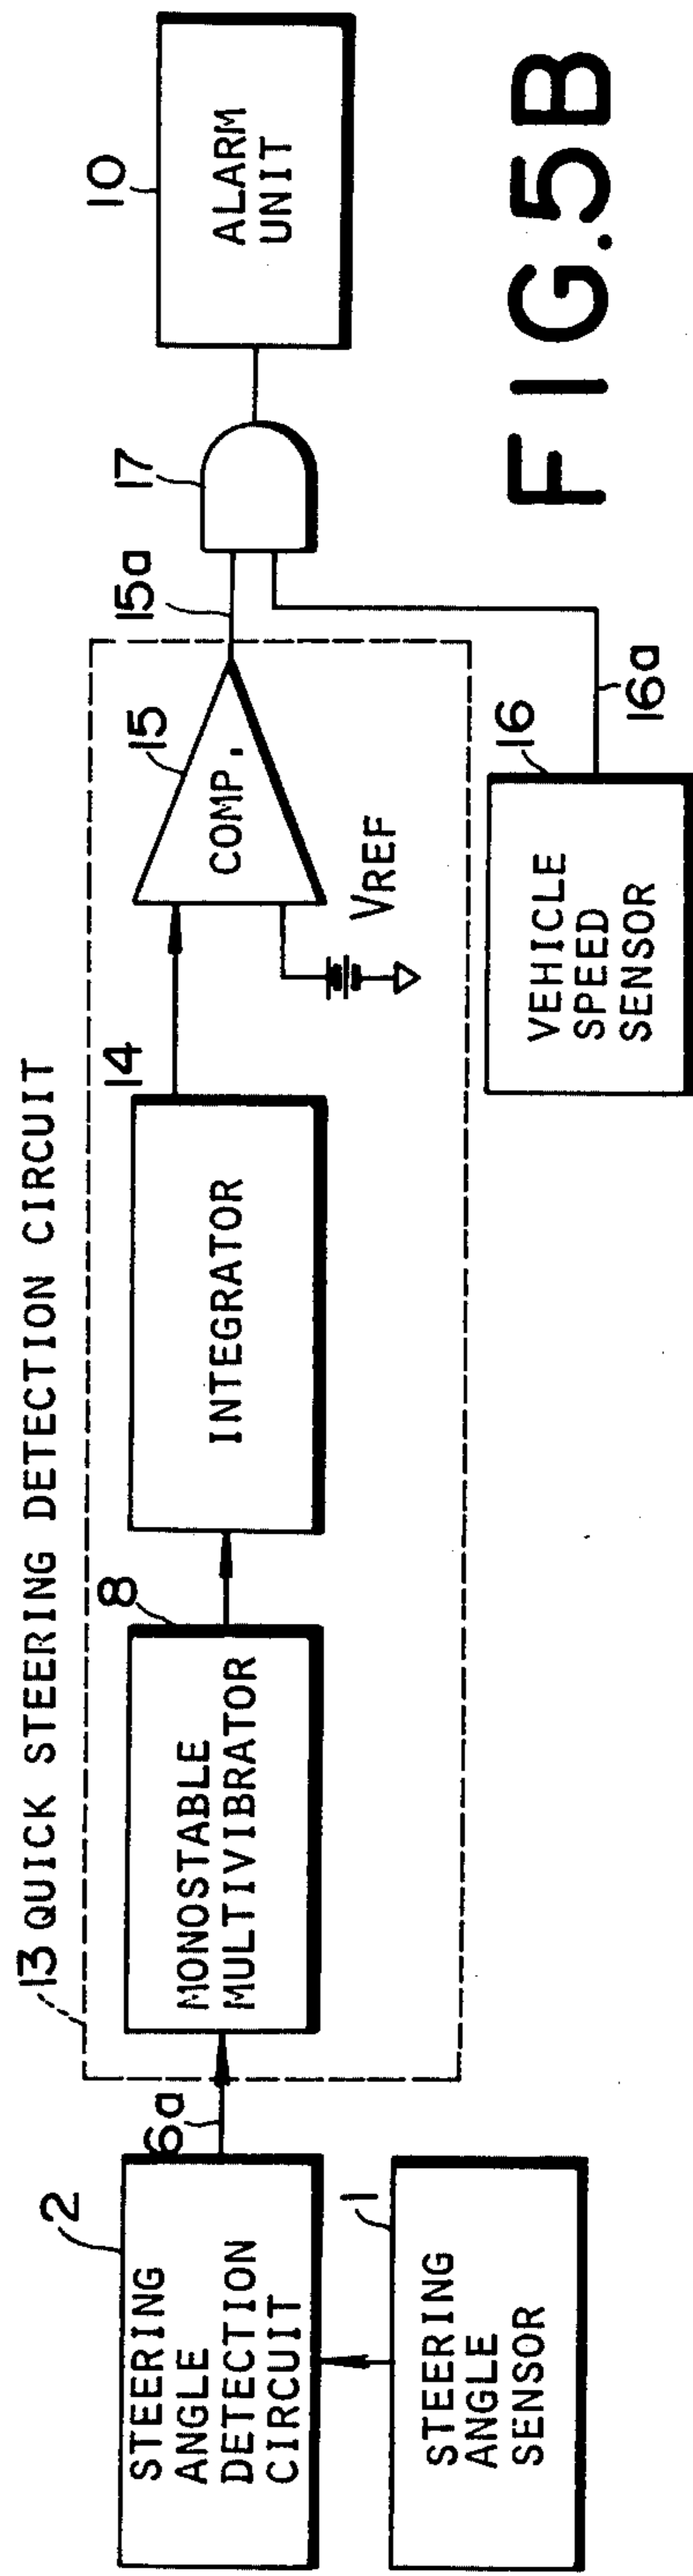 13 QUICK STEERING DETECTION CIRCUIT
2
STEERING
ANGLE
DETECTION
CIRCUIT
6a
8
MONOSTABLE
MULTIVIBRATOR
14
INTEGRATOR
15
COMP.
VREF
15a
17
10
ALARM
UNIT
1
STEERING
ANGLE
SENSOR
16
VEHICLE
SPEED
SENSOR
16a
FIG.5B